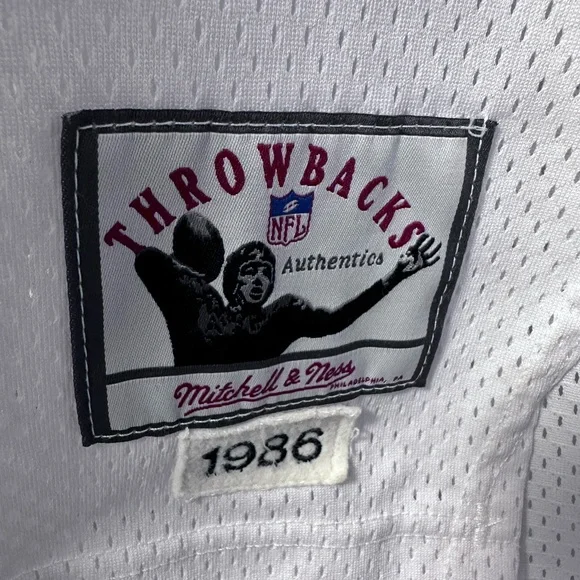 THROWBACKS
NFL
Authentics
Mitchell & Ness
PHILADELPHIA, PA
1986